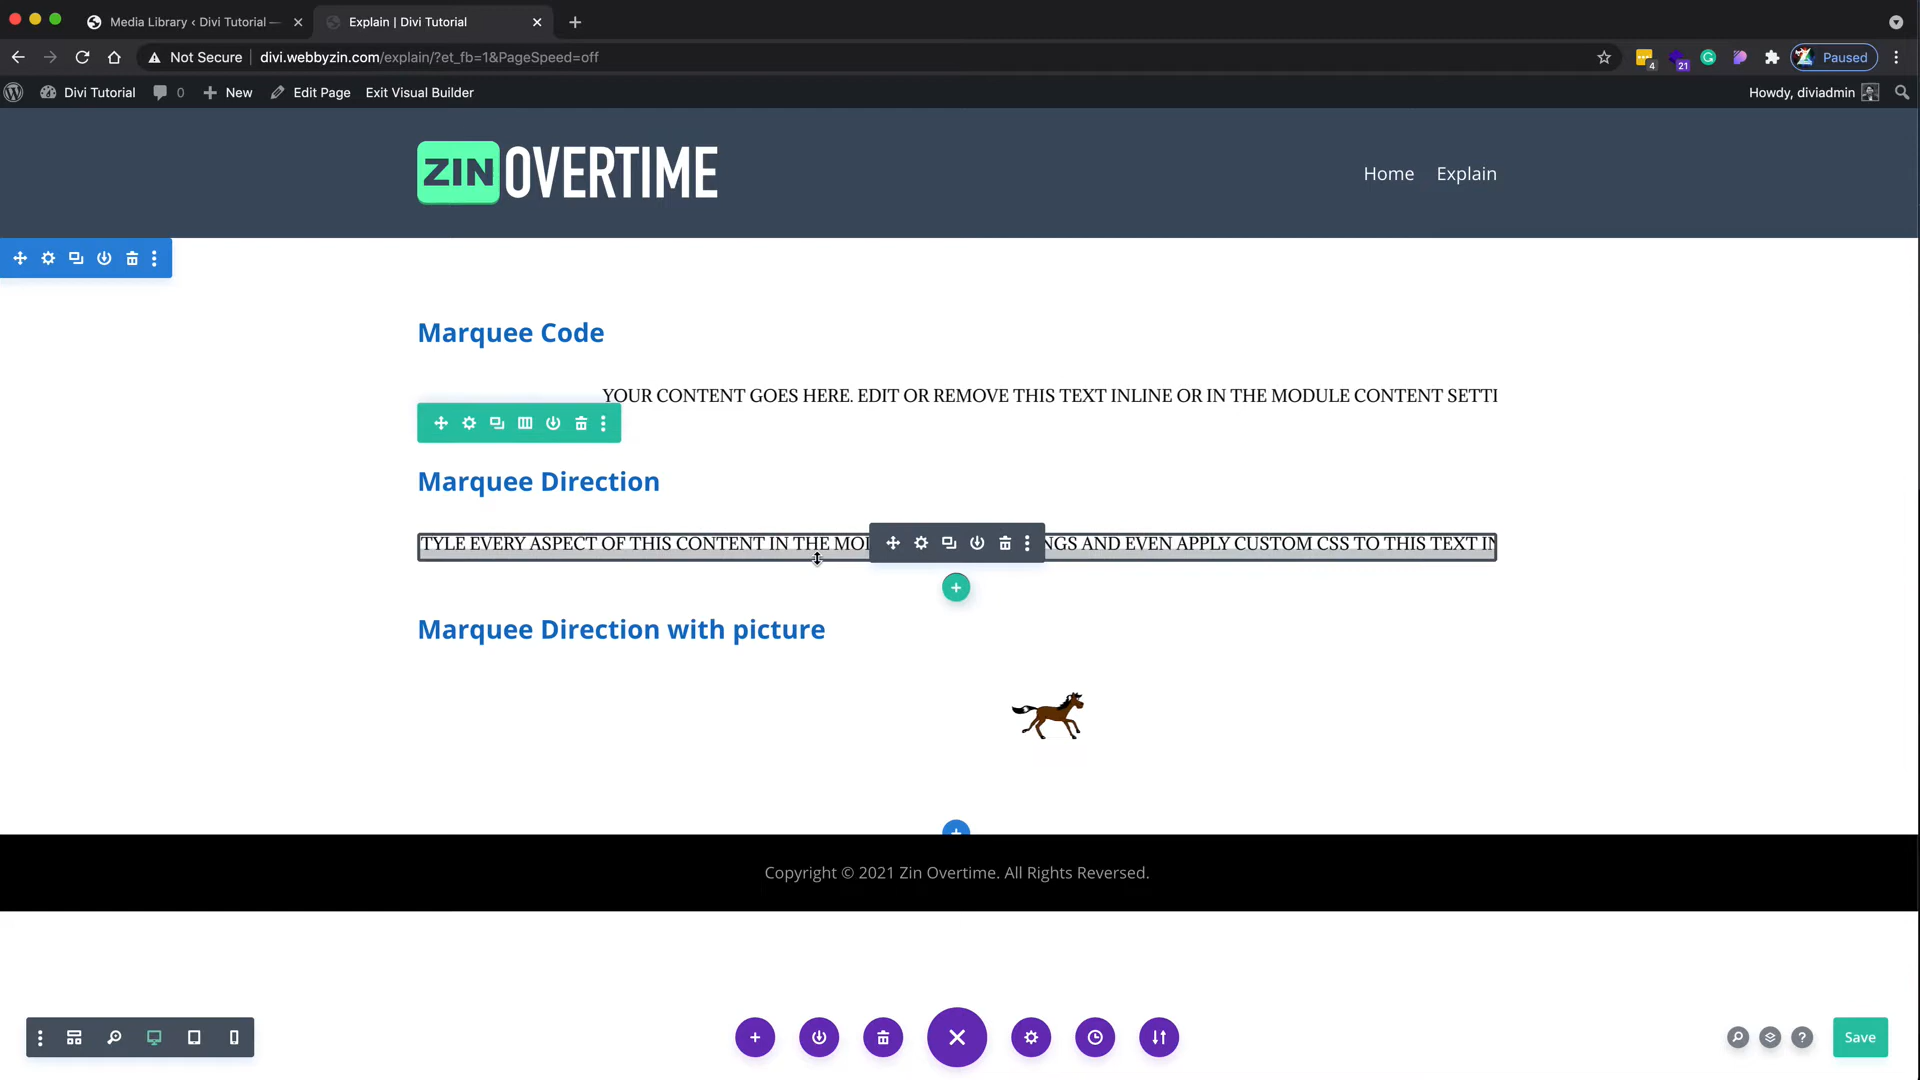 Media Library ‹ Divi Tutorial —
Explain | Divi Tutorial
Not Secure
divi.webbyzin.com/explain/?et_fb=1&PageSpeed=off
4
21
Paused
Divi Tutorial
0
New
Edit Page
Exit Visual Builder
Howdy, diviadmin
ZIN OVERTIME
Home
Explain
Marquee Code
YOUR CONTENT GOES HERE. EDIT OR REMOVE THIS TEXT INLINE OR IN THE MODULE CONTENT SETTI
Marquee Direction
TYLE EVERY ASPECT OF THIS CONTENT IN THE MO NGS AND EVEN APPLY CUSTOM CSS TO THIS TEXT IN
Marquee Direction with picture
Copyright © 2021 Zin Overtime. All Rights Reversed.
Save